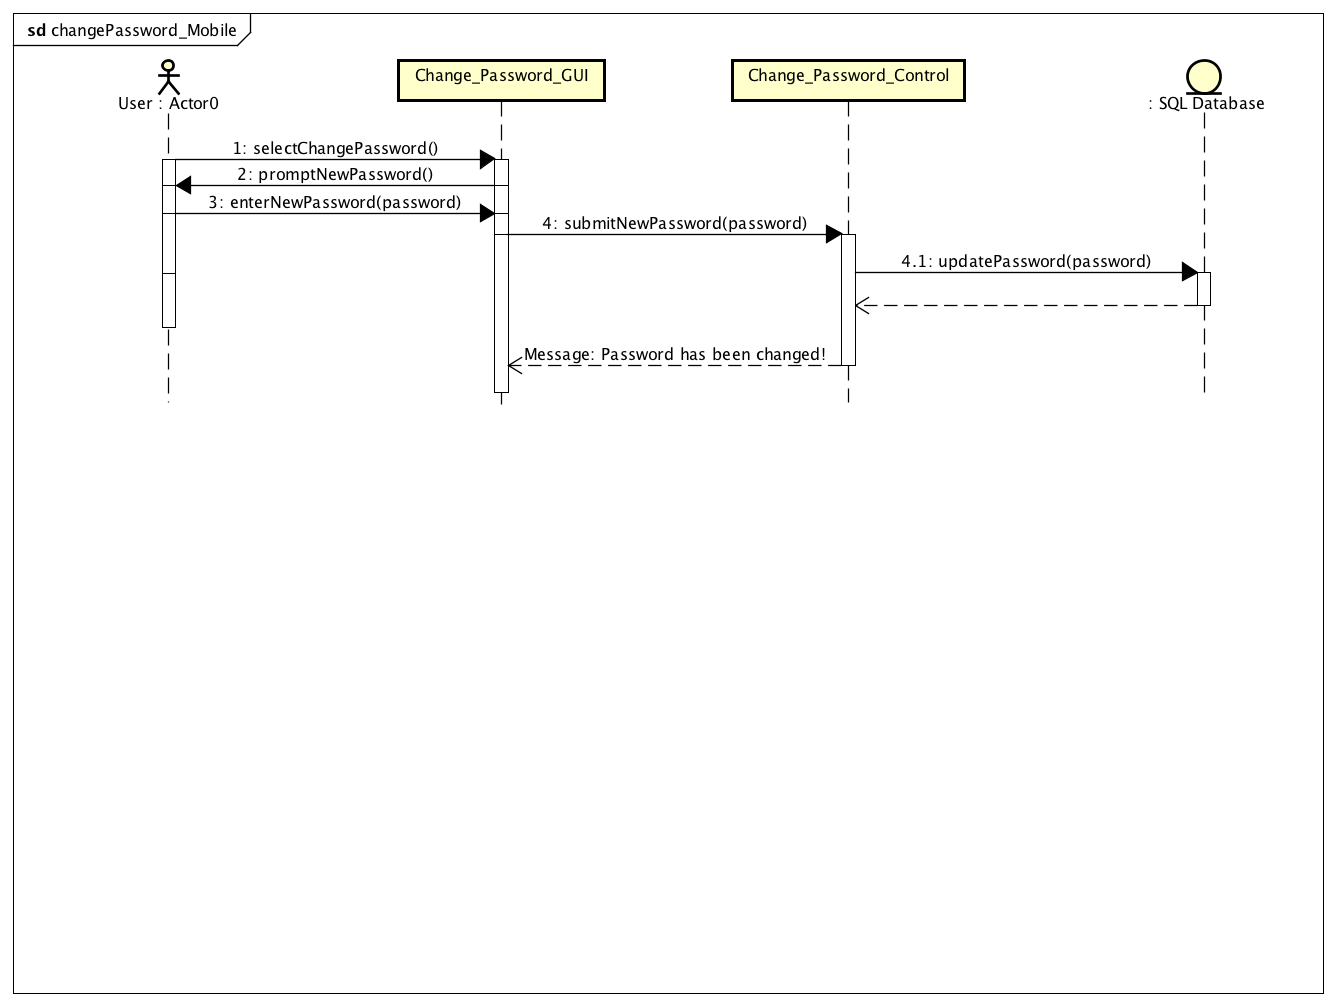 sd changePassword_Mobile
User : Actor0
Change_Password_GUI
Change_Password_Control
: SQL Database
1: selectChangePassword()
2: promptNewPassword()
3: enterNewPassword(password)
4: submitNewPassword(password)
4.1: updatePassword(password)
Message: Password has been changed!